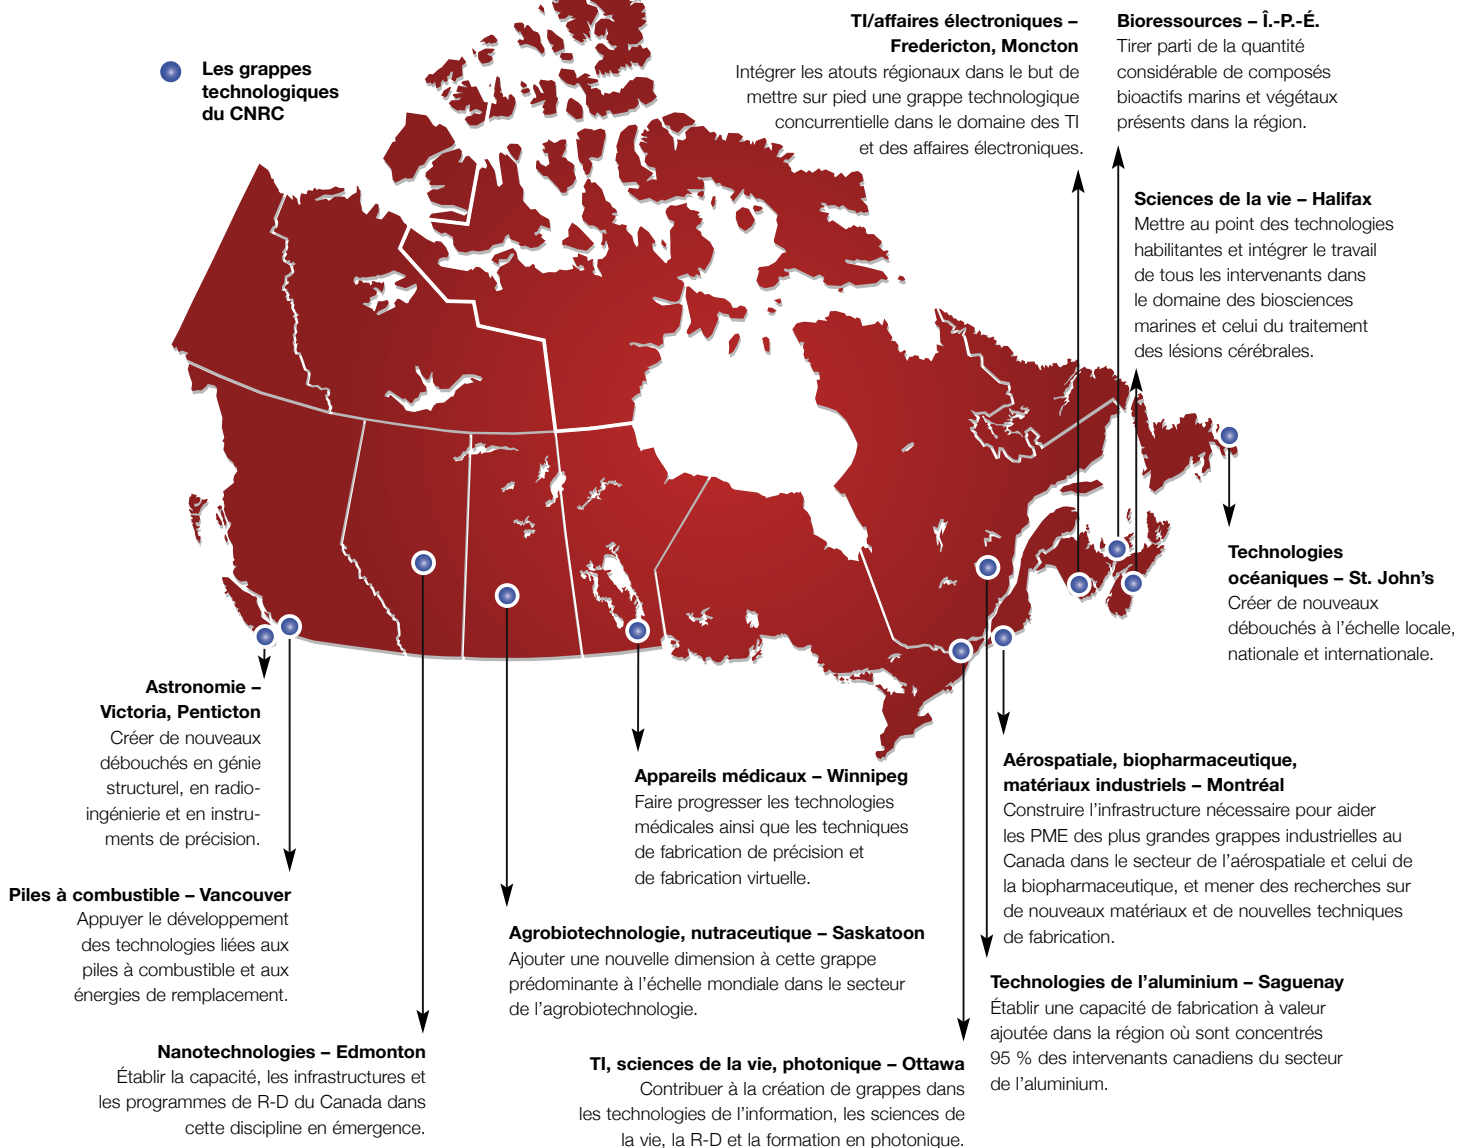 Les grappes
technologiques
du CNRC
TI/affaires électroniques –
Fredericton, Moncton
Intégrer les atouts régionaux dans le but de
mettre sur pied une grappe technologique
concurrentielle dans le domaine des TI
et des affaires électroniques.
Bioressources – Î.-P.-É.
Tirer parti de la quantité
considérable de composés
bioactifs marins et végétaux
présents dans la région.
Sciences de la vie – Halifax
Mettre au point des technologies
habilitantes et intégrer le travail
de tous les intervenants dans
le domaine des biosciences
marines et celui du traitement
des lésions cérébrales.
Technologies
océaniques – St. John’s
Créer de nouveaux
débouchés à l’échelle locale,
nationale et internationale.
Astronomie –
Victoria, Penticton
Créer de nouveaux
débouchés en génie
structurel, en radio-
ingénierie et en instru-
ments de précision.
Piles à combustible – Vancouver
Appuyer le développement
des technologies liées aux
piles à combustible et aux
énergies de remplacement.
Nanotechnologies – Edmonton
Établir la capacité, les infrastructures et
les programmes de R-D du Canada dans
cette discipline en émergence.
Agrobiotechnologie, nutraceutique – Saskatoon
Ajouter une nouvelle dimension à cette grappe
prédominante à l’échelle mondiale dans le secteur
de l’agrobiotechnologie.
Appareils médicaux – Winnipeg
Faire progresser les technologies
médicales ainsi que les techniques
de fabrication de précision et
de fabrication virtuelle.
TI, sciences de la vie, photonique – Ottawa
Contribuer à la création de grappes dans
les technologies de l’information, les sciences de
la vie, la R-D et la formation en photonique.
Aérospatiale, biopharmaceutique,
matériaux industriels – Montréal
Construire l’infrastructure nécessaire pour aider
les PME des plus grandes grappes industrielles au
Canada dans le secteur de l’aérospatiale et celui de
la biopharmaceutique, et mener des recherches sur
de nouveaux matériaux et de nouvelles techniques
de fabrication.
Technologies de l’aluminium – Saguenay
Établir une capacité de fabrication à valeur
ajoutée dans la région où sont concentrés
95 % des intervenants canadiens du secteur
de l’aluminium.